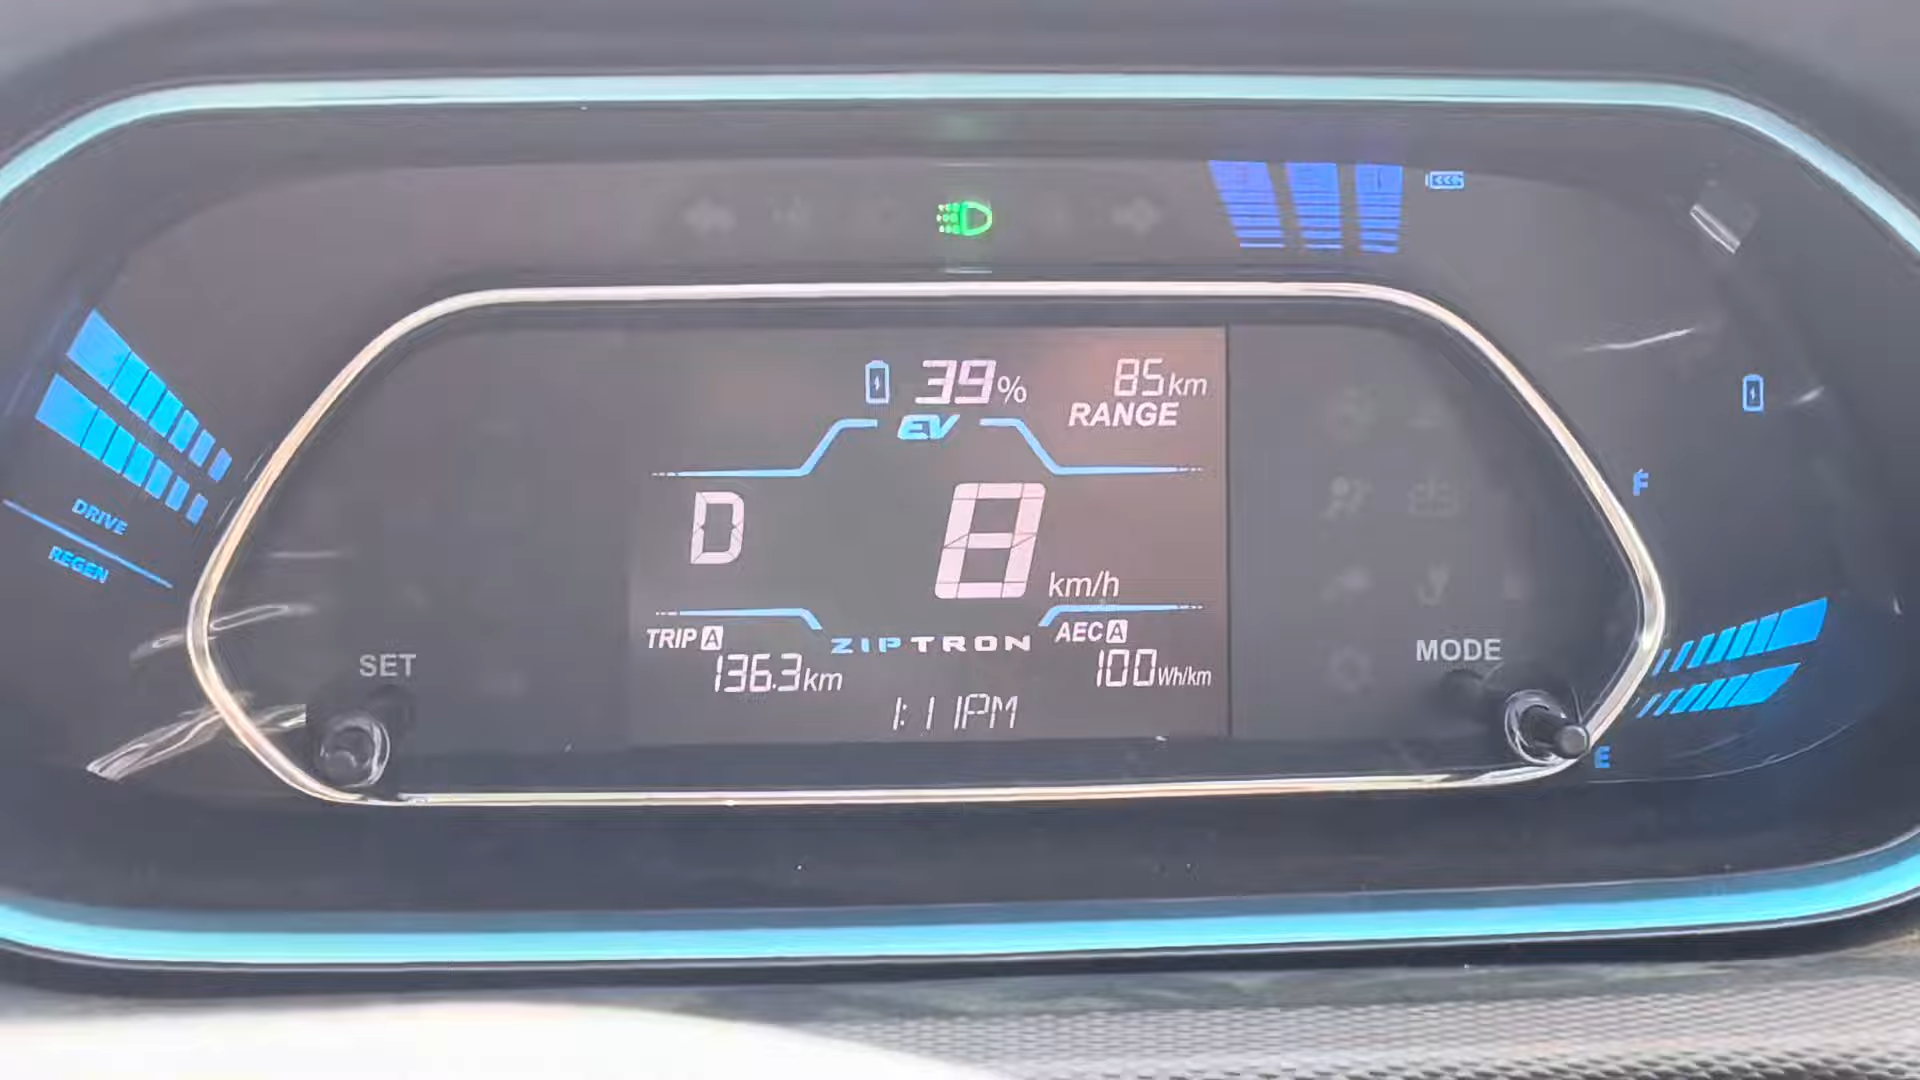 39%
85km
RANGE
EV
D
8 km/h
DRIVE
REGEN
F
TRIP A
136.3km
ZIPTRON
AEC A
100Wh/km
1:11PM
SET
MODE
E